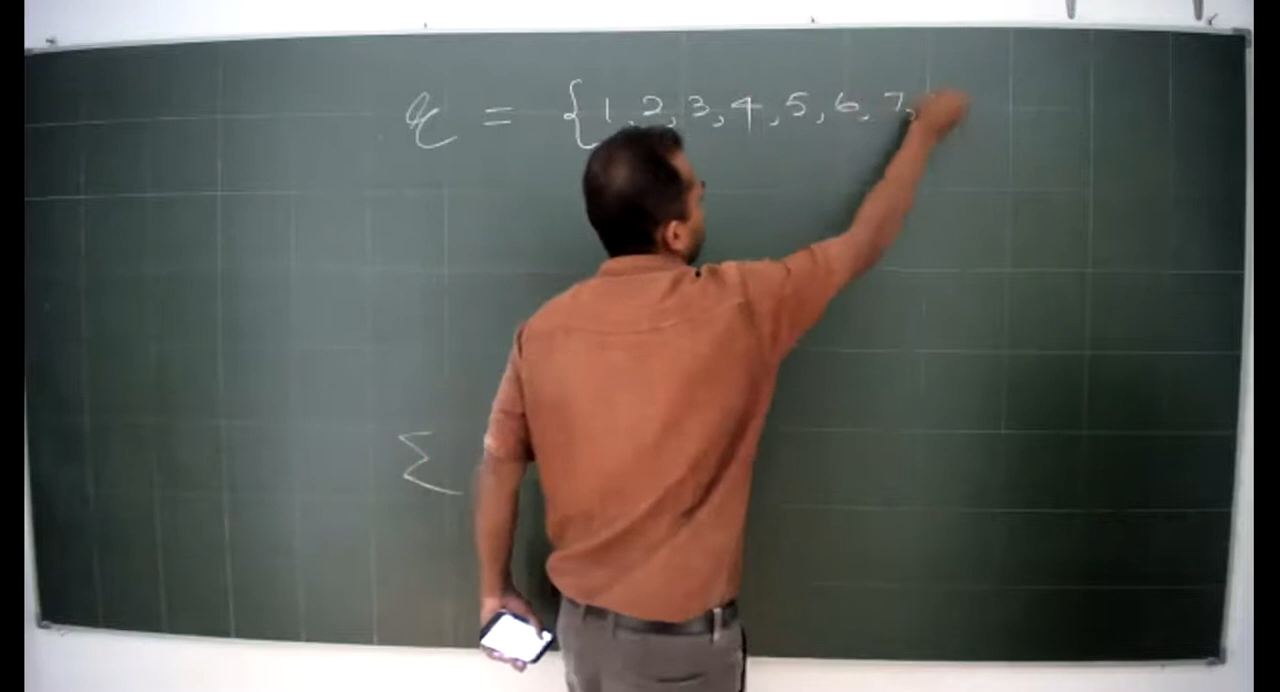 = {1, 2, 3, 4, 5, 6, 7,
Σ